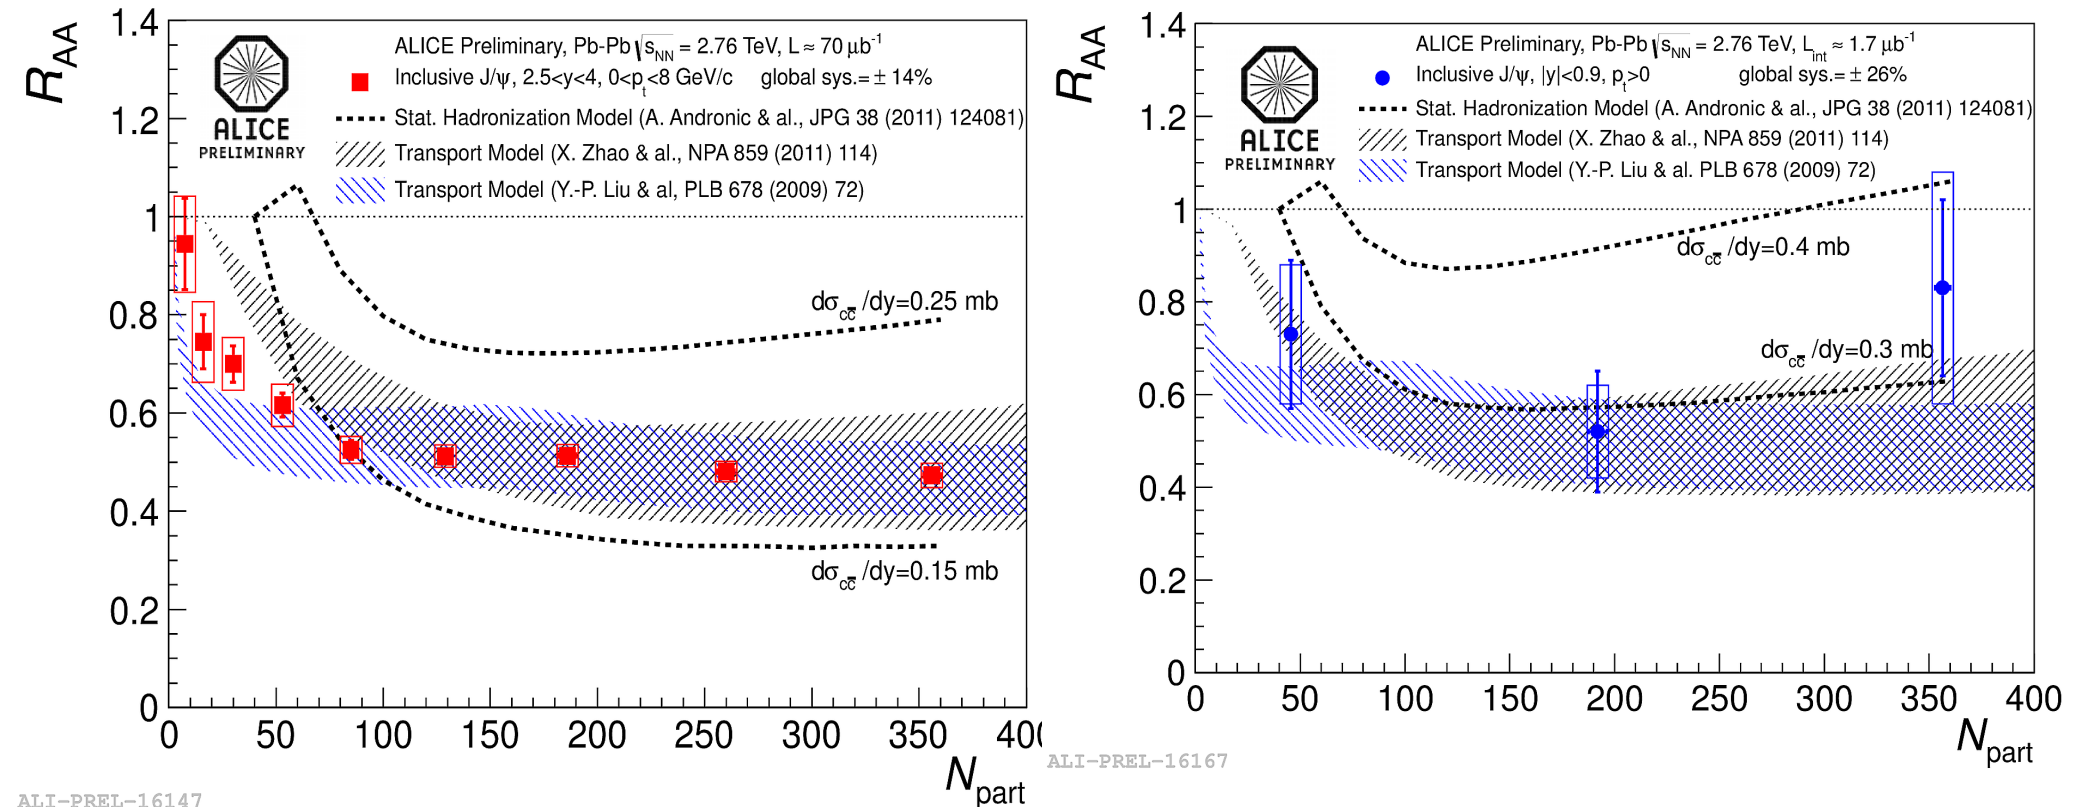 1.4
1.2
1
0.8
0.6
0.4
0.2
0
R_AA
ALICE
PRELIMINARY
ALICE Preliminary, Pb-Pb √s_NN = 2.76 TeV, L ≈ 70 μb⁻¹
Inclusive J/ψ, 2.5<y<4, 0<p_t<8 GeV/c global sys.= ± 14%
Stat. Hadronization Model (A. Andronic & al., JPG 38 (2011) 124081)
Transport Model (X. Zhao & al., NPA 859 (2011) 114)
Transport Model (Y.-P. Liu & al, PLB 678 (2009) 72)
dσ_cc̅ /dy=0.25 mb
dσ_cc̅ /dy=0.15 mb
0 50 100 150 200 250 300 350 40
N_part
ALI-PREL-16147
1.4
1.2
1
0.8
0.6
0.4
0.2
0
R_AA
ALICE
PRELIMINARY
ALICE Preliminary, Pb-Pb √s_NN = 2.76 TeV, L_int ≈ 1.7 μb⁻¹
Inclusive J/ψ, |y|<0.9, p_t>0 global sys.= ± 26%
Stat. Hadronization Model (A. Andronic & al., JPG 38 (2011) 124081)
Transport Model (X. Zhao & al., NPA 859 (2011) 114)
Transport Model (Y.-P. Liu & al. PLB 678 (2009) 72)
dσ_cc̅ /dy=0.4 mb
dσ_cc̅ /dy=0.3 mb
0 50 100 150 200 250 300 350 400
N_part
ALI-PREL-16167